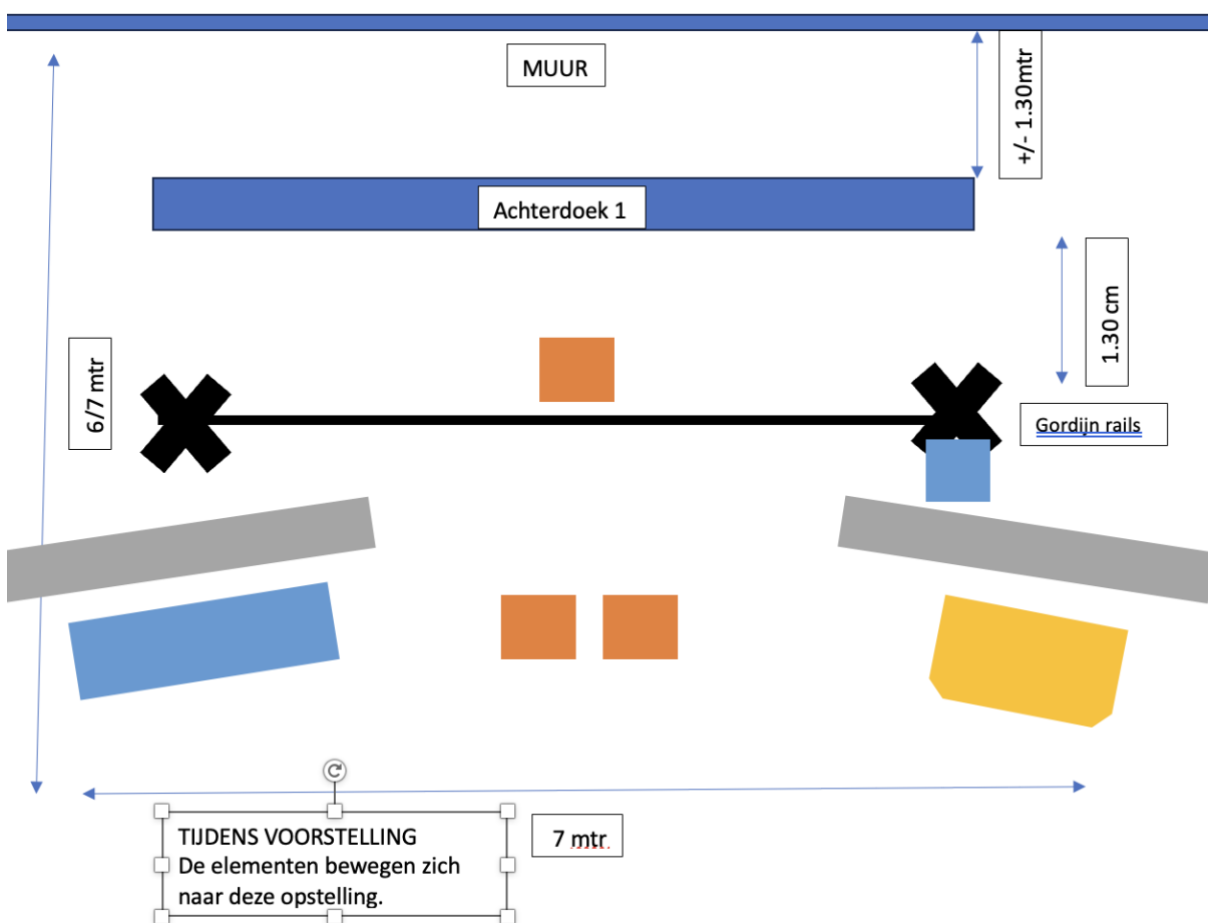 MUUR
+/- 1.30mtr
Achterdoek 1
1.30 cm
6/7 mtr
Gordijn rails
TIJDENS VOORSTELLING
De elementen bewegen zich
naar deze opstelling.
7 mtr.